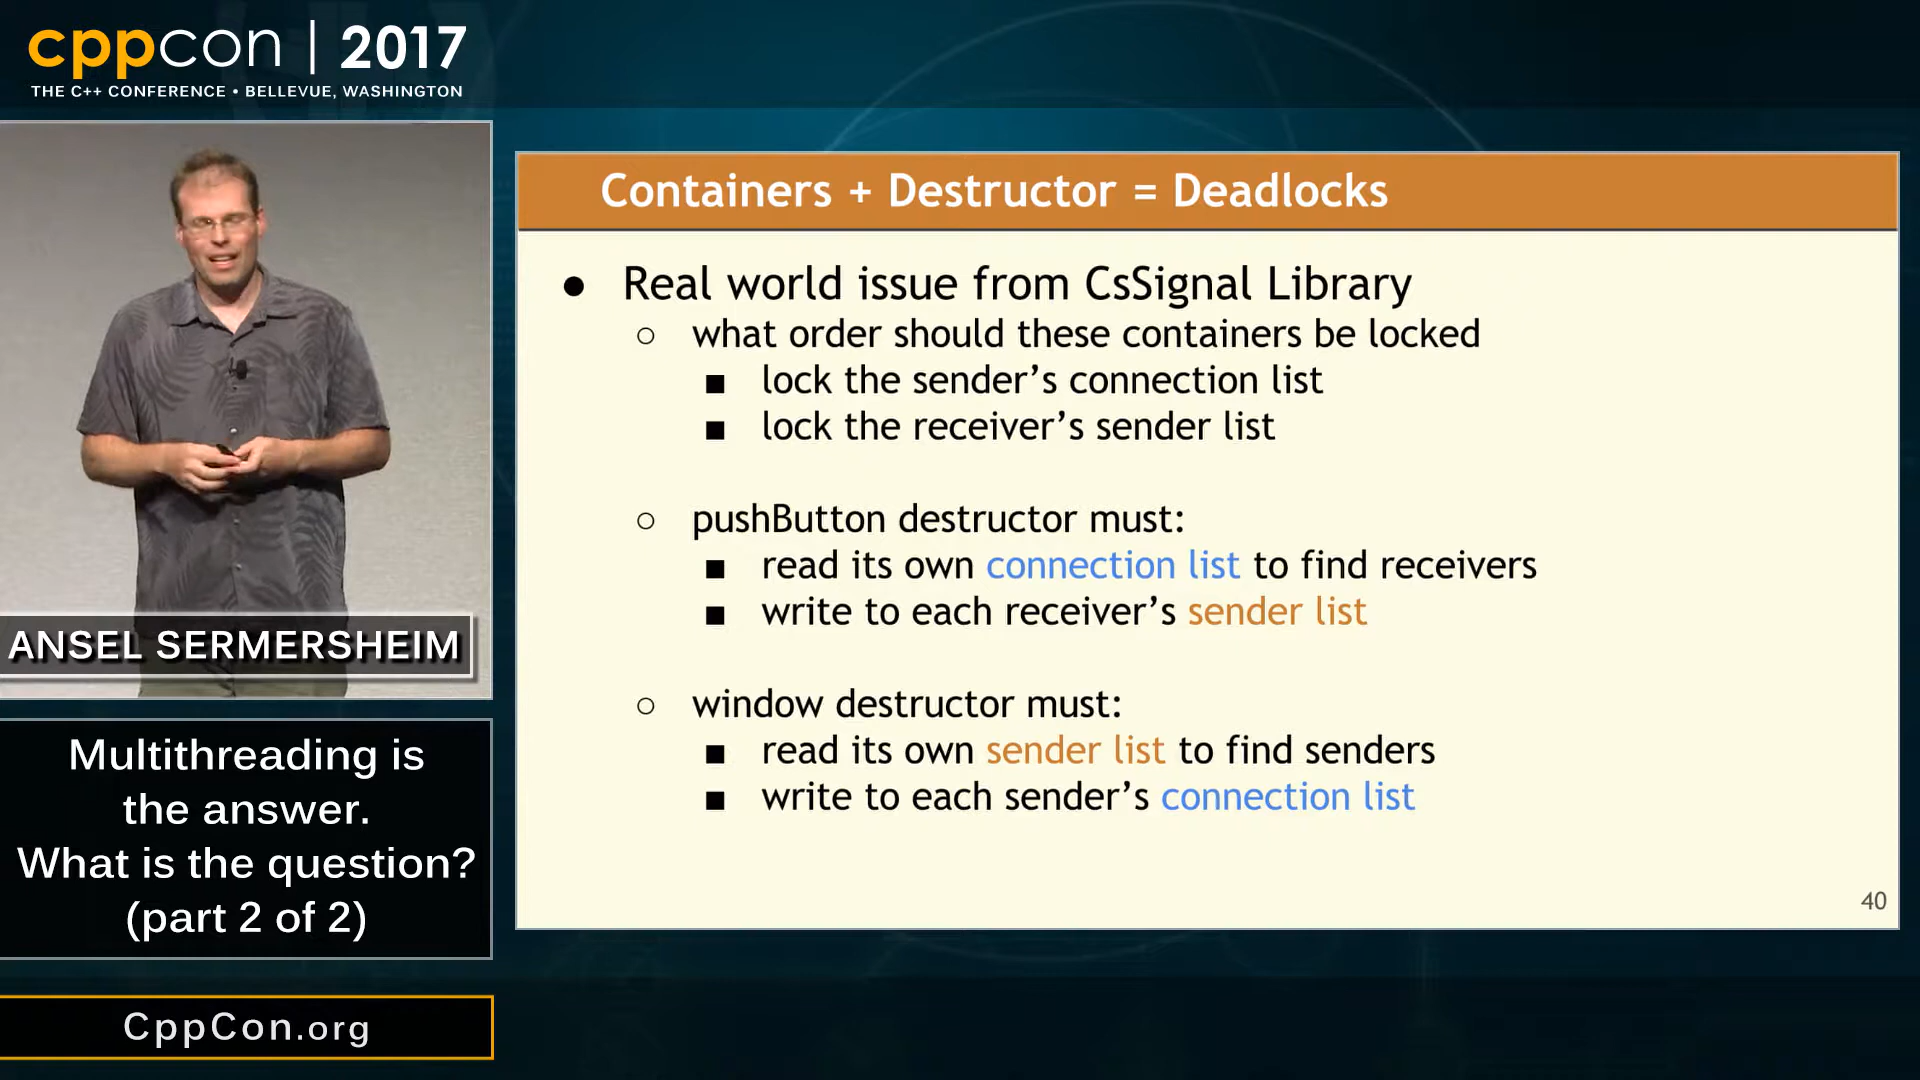 cppcon | 2017
THE C++ CONFERENCE • BELLEVUE, WASHINGTON
ANSEL SERMERSHEIM
Multithreading is
the answer.
What is the question?
(part 2 of 2)
CppCon.org
Containers + Destructor = Deadlocks
● Real world issue from CsSignal Library
○ what order should these containers be locked
■ lock the sender’s connection list
■ lock the receiver’s sender list
○ pushButton destructor must:
■ read its own connection list to find receivers
■ write to each receiver’s sender list
○ window destructor must:
■ read its own sender list to find senders
■ write to each sender’s connection list
40